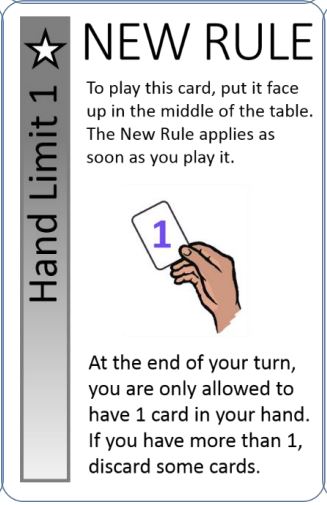 NEW RULE
Hand Limit 1
To play this card, put it face
up in the middle of the table.
The New Rule applies as
soon as you play it.
1
At the end of your turn,
you are only allowed to
have 1 card in your hand.
If you have more than 1,
discard some cards.